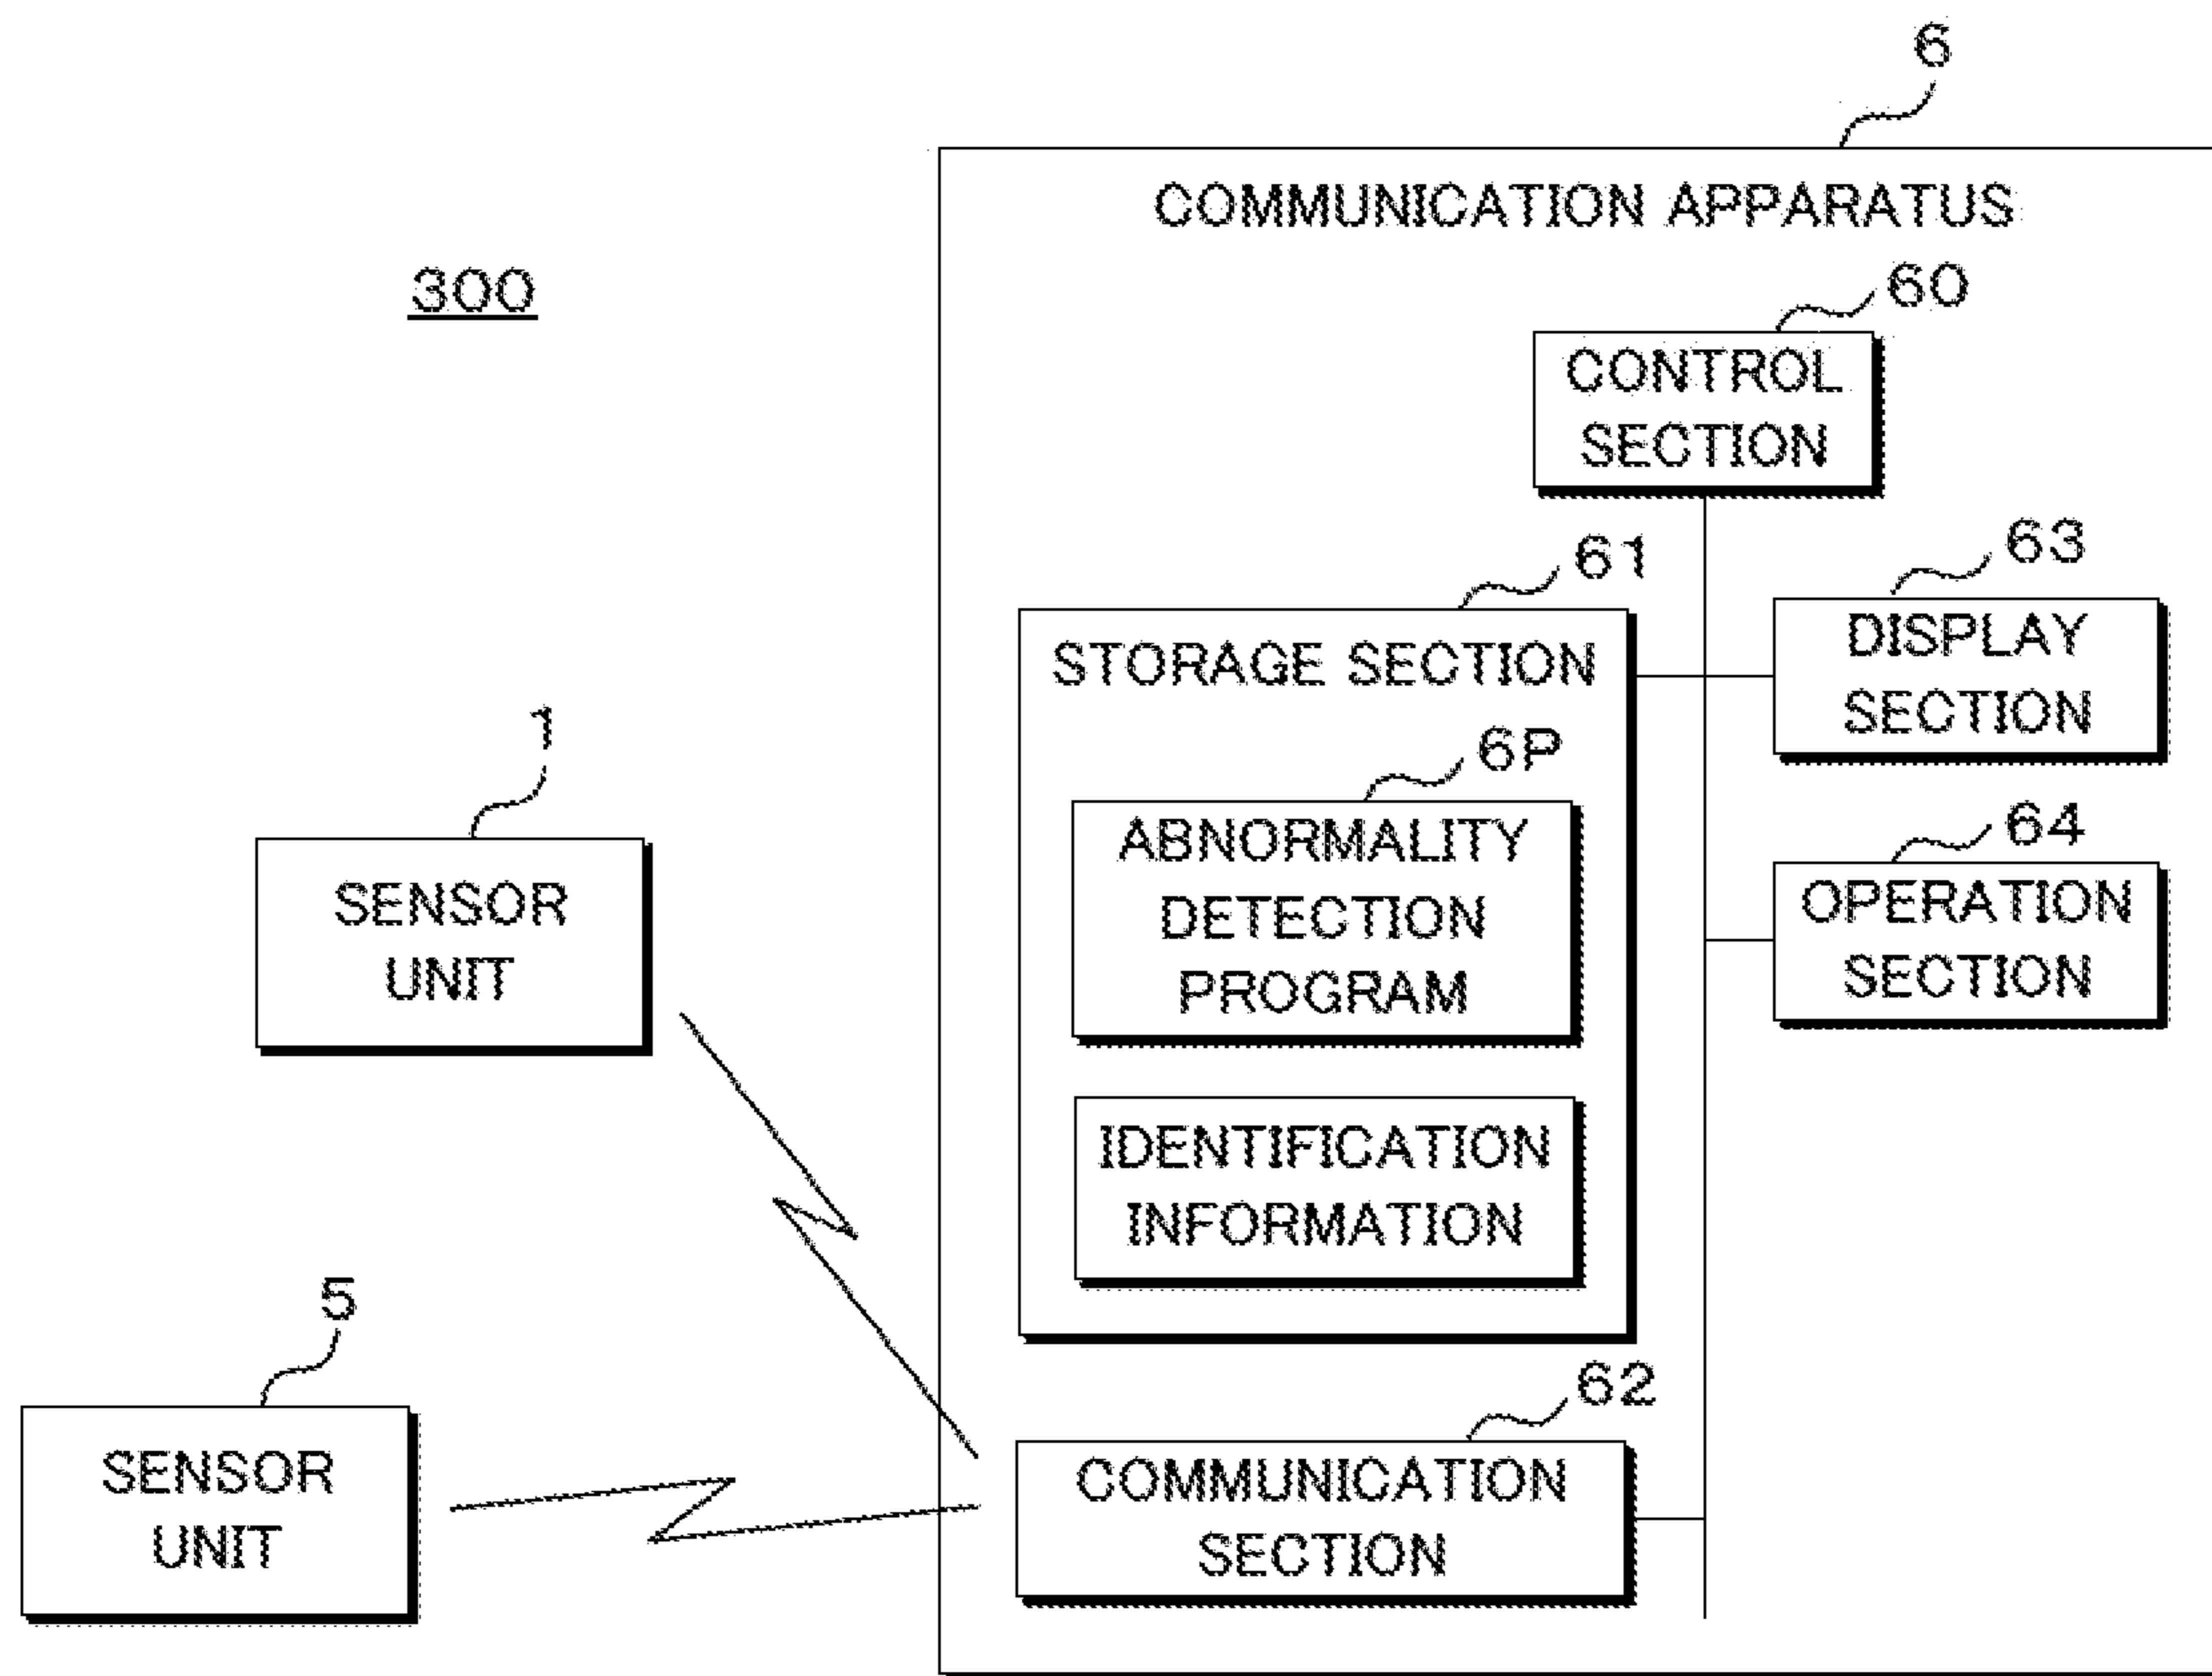 6
COMMUNICATION APPARATUS
300
60
CONTROL
SECTION
61
63
STORAGE SECTION
DISPLAY
SECTION
1
6P
64
SENSOR
UNIT
ABNORMALITY
DETECTION
PROGRAM
OPERATION
SECTION
IDENTIFICATION
INFORMATION
5
62
SENSOR
UNIT
COMMUNICATION
SECTION